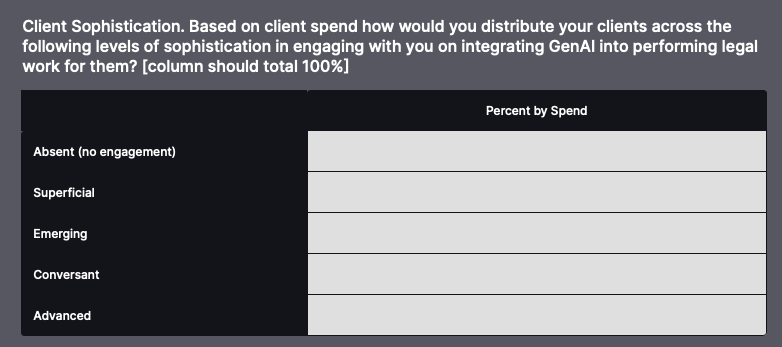 Client Sophistication. Based on client spend how would you distribute your clients across the
following levels of sophistication in engaging with you on integrating GenAI into performing legal
work for them? [column should total 100%]
Percent by Spend
Absent (no engagement)
Superficial
Emerging
Conversant
Advanced